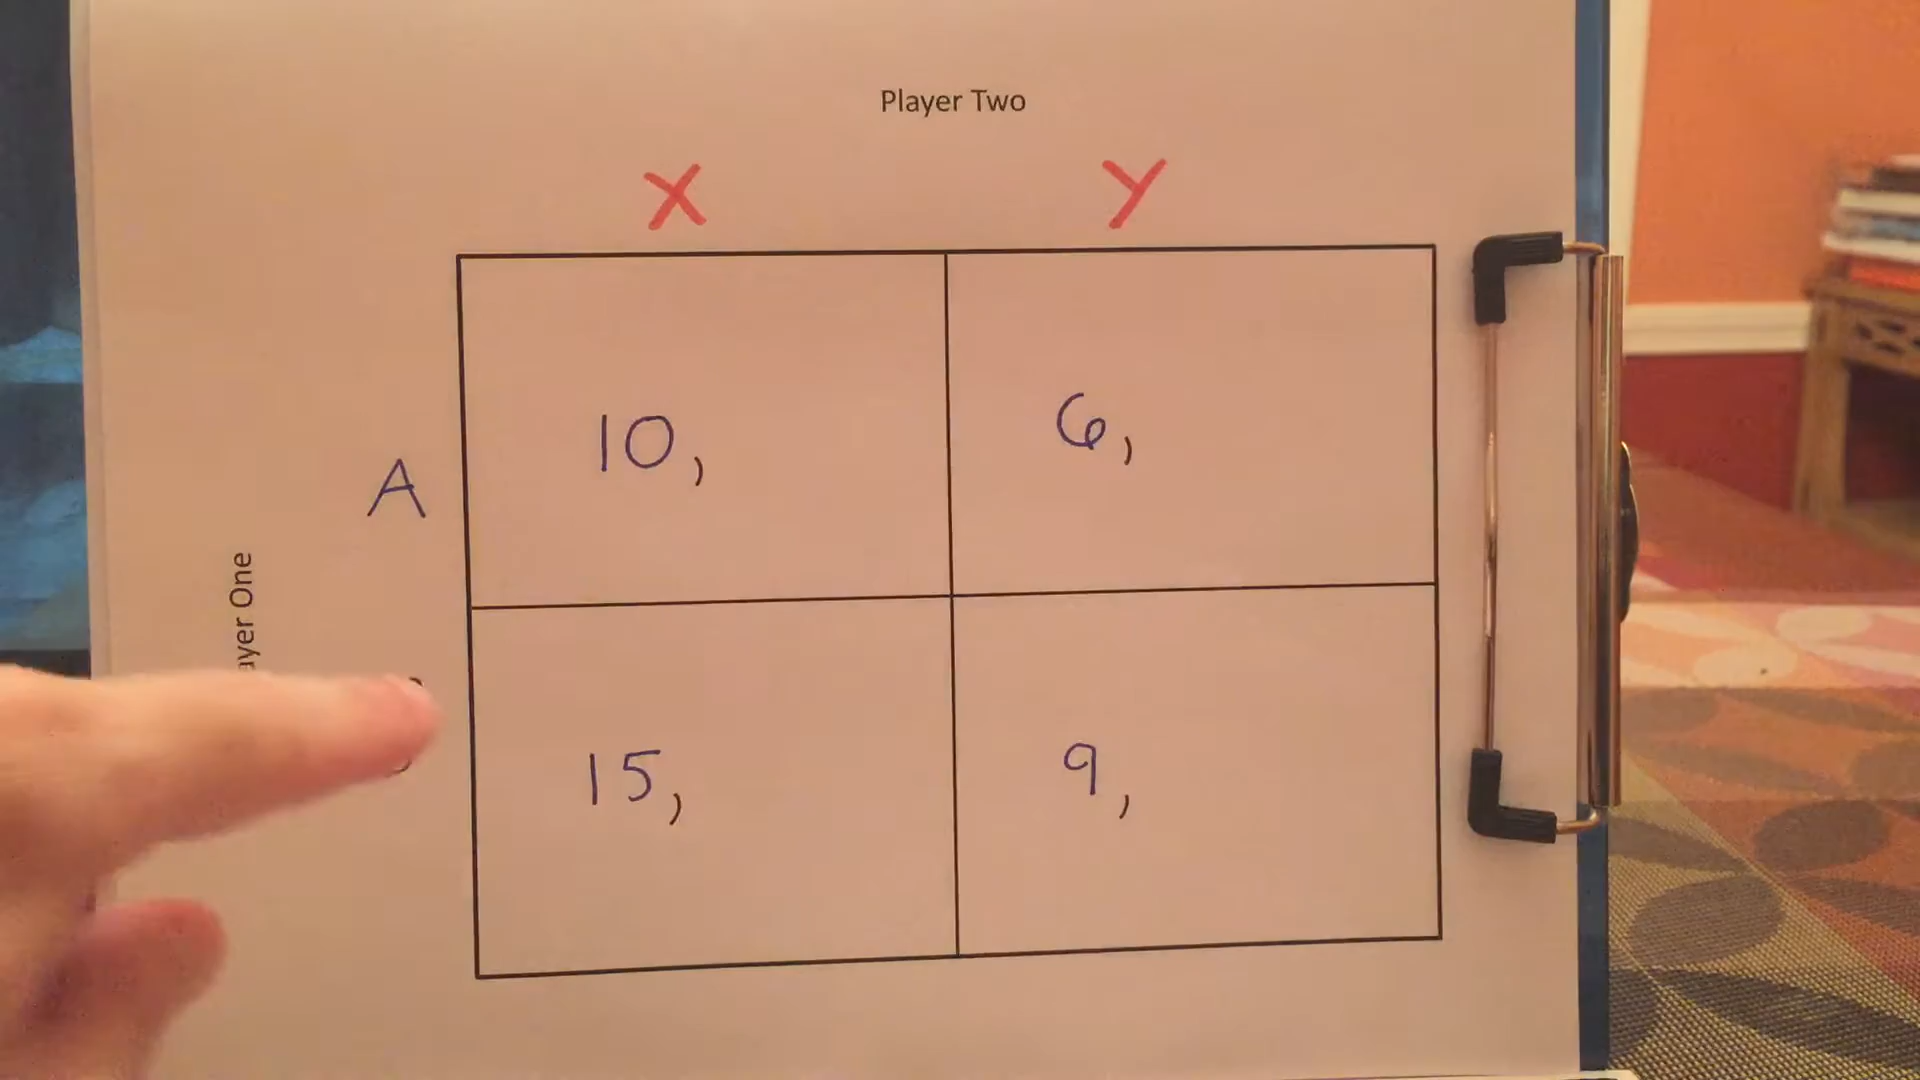 Player Two
X Y
10, 6,
A
ayer One
15, 9,